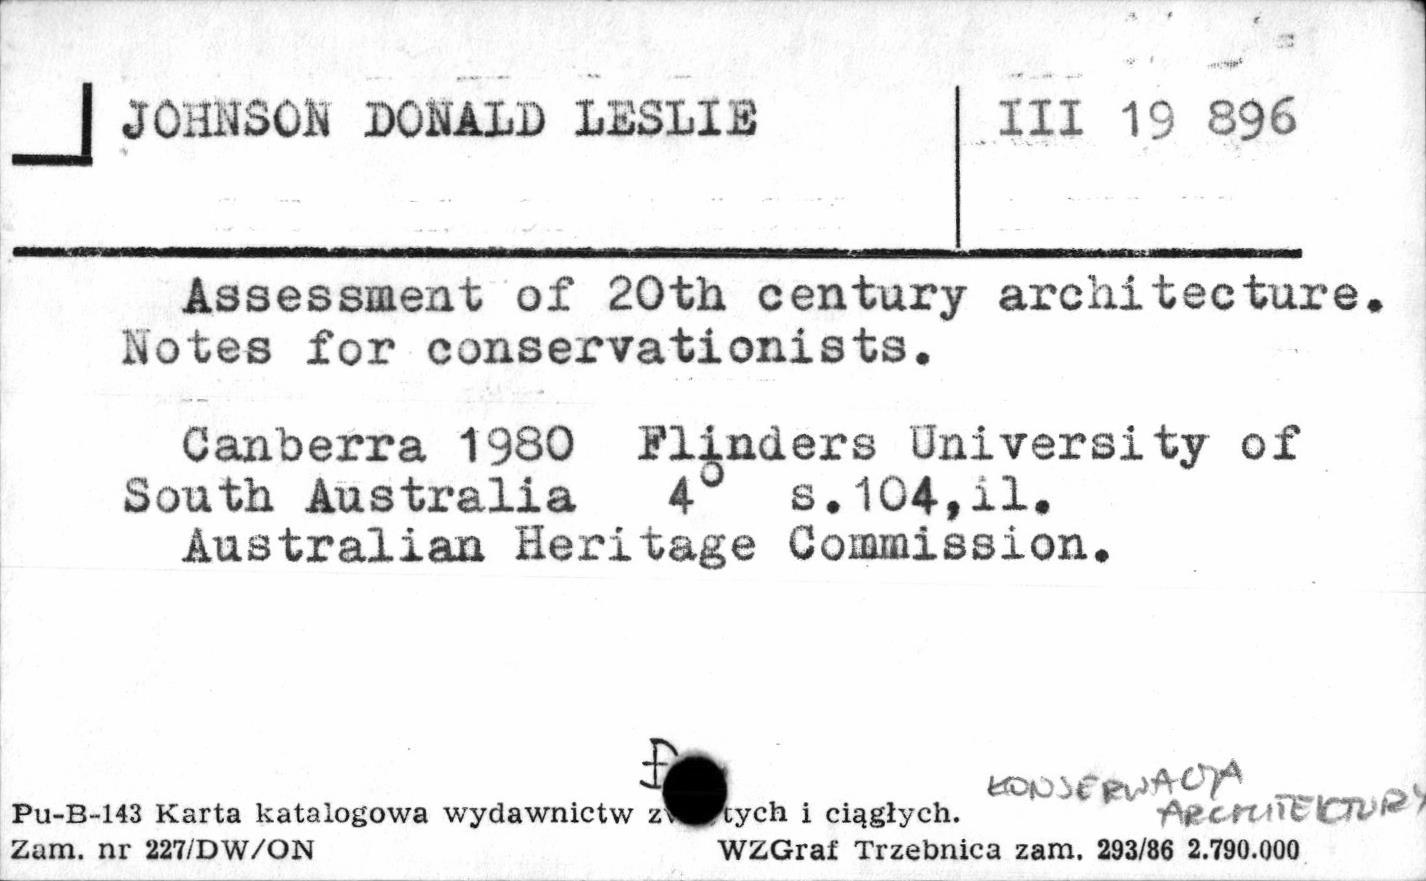 JOHNSON DONALD LESLIE III 19 896
Assessment of 20th century architecture.
Notes for conservationists.
Canberra 1980 Flinders University of
South Australia 4° s.104,il.
Australian Heritage Commission.
KONSERWACJA
ARCHITEKTURY
Pu-B-143 Karta katalogowa wydawnictw i ciągłych.
Zam. nr 227/DW/ON WZGraf Trzebnica zam. 293/86 2.790.000